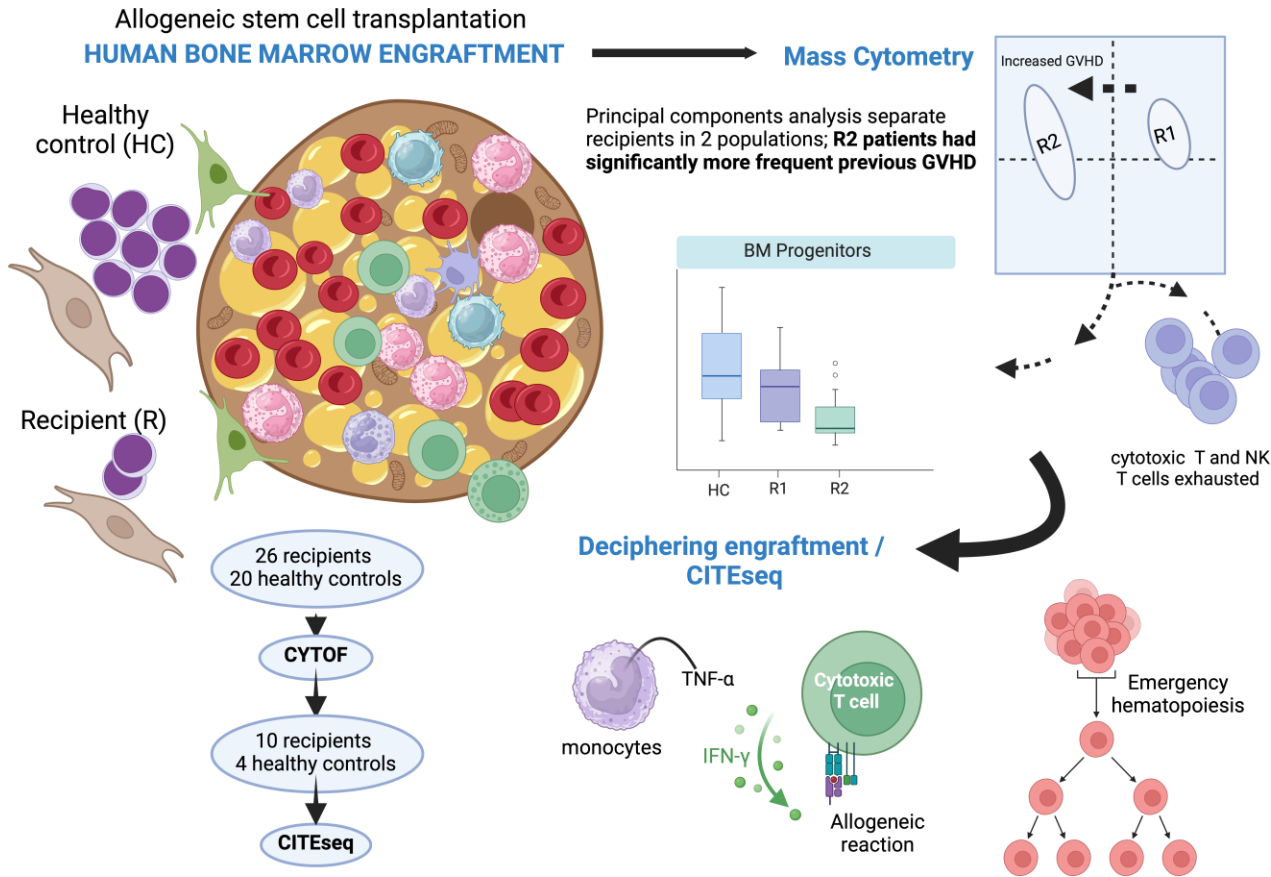 Allogeneic stem cell transplantation
HUMAN BONE MARROW ENGRAFTMENT
Mass Cytometry
Healthy
control (HC)
Principal components analysis separate
recipients in 2 populations; R2 patients had
significantly more frequent previous GVHD
Increased GVHD
R2
R1
BM Progenitors
HC
R1
R2
cytotoxic T and NK
T cells exhausted
Recipient (R)
26 recipients
20 healthy controls
CYTOF
10 recipients
4 healthy controls
CITEseq
Deciphering engraftment /
CITEseq
TNF-α
monocytes
Cytotoxic
T cell
IFN-γ
Allogeneic
reaction
Emergency
hematopoiesis